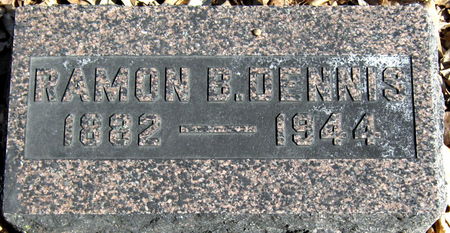 RAMON B. DENNIS
1882 — 1944